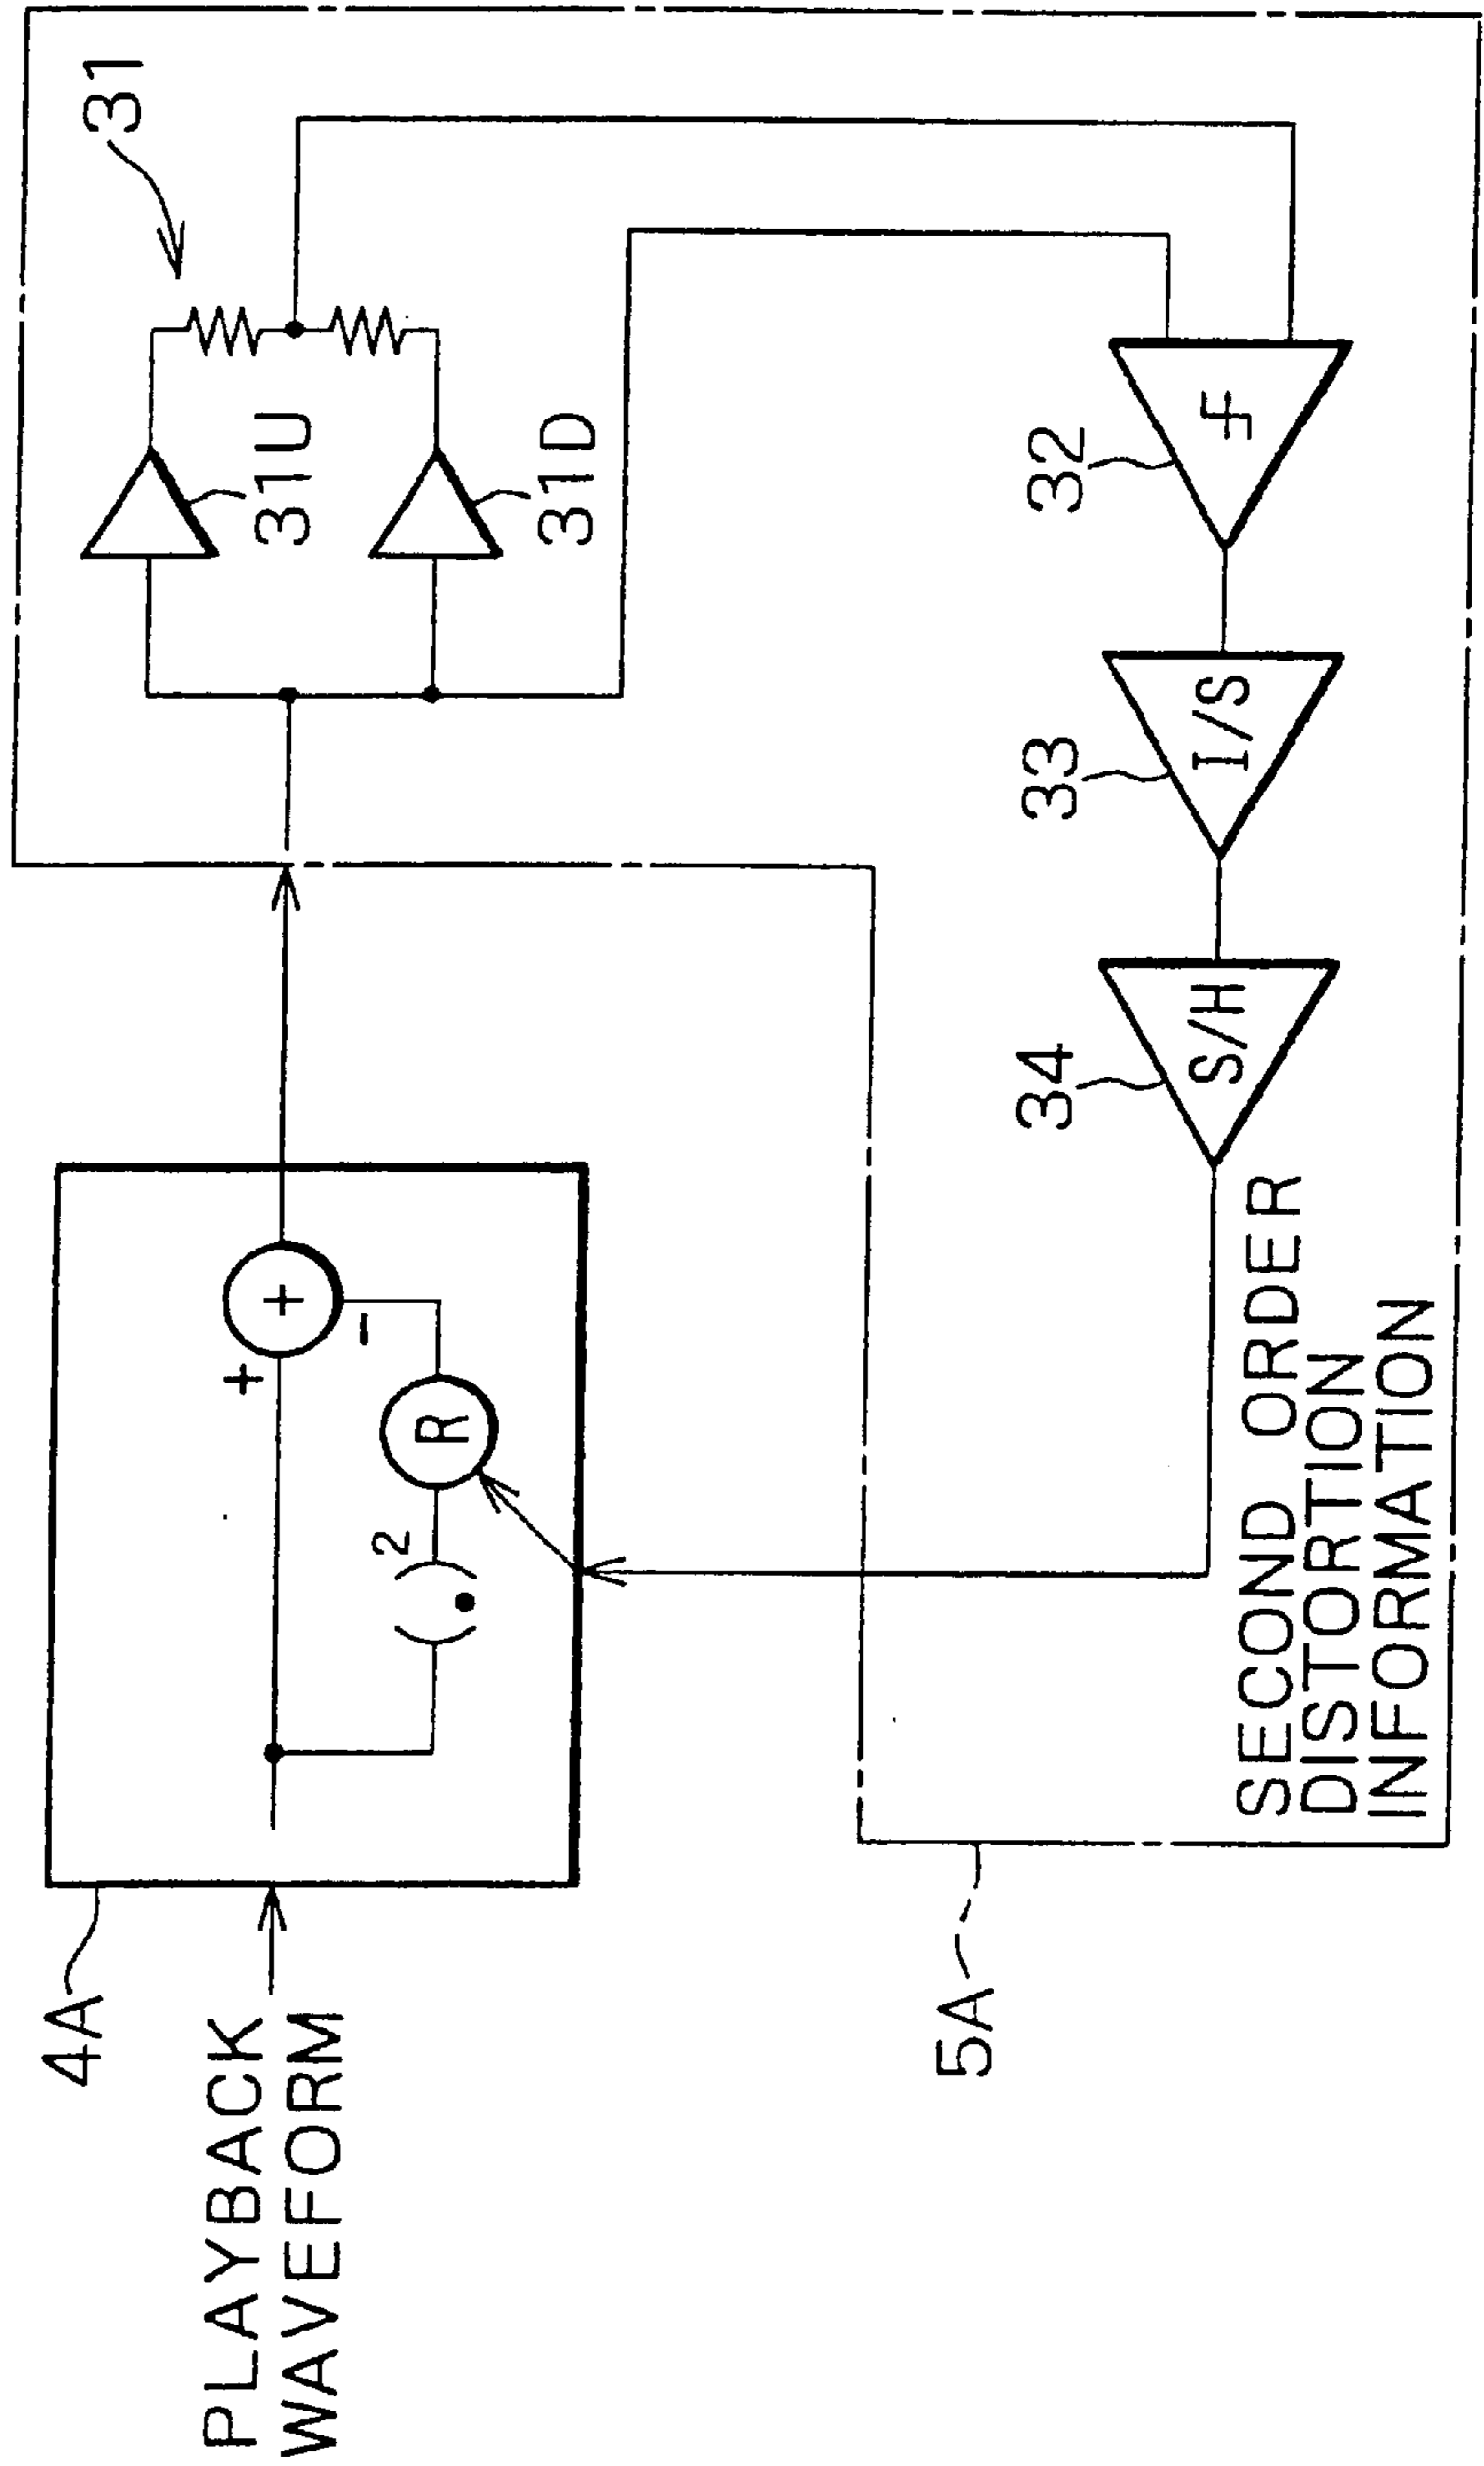 PLAYBACK
WAVEFORM
4A
( • )²
R
+
+
-
31
31U
31D
32
33
I/S
34
S/H
SECOND ORDER
DISTORTION
INFORMATION
5A